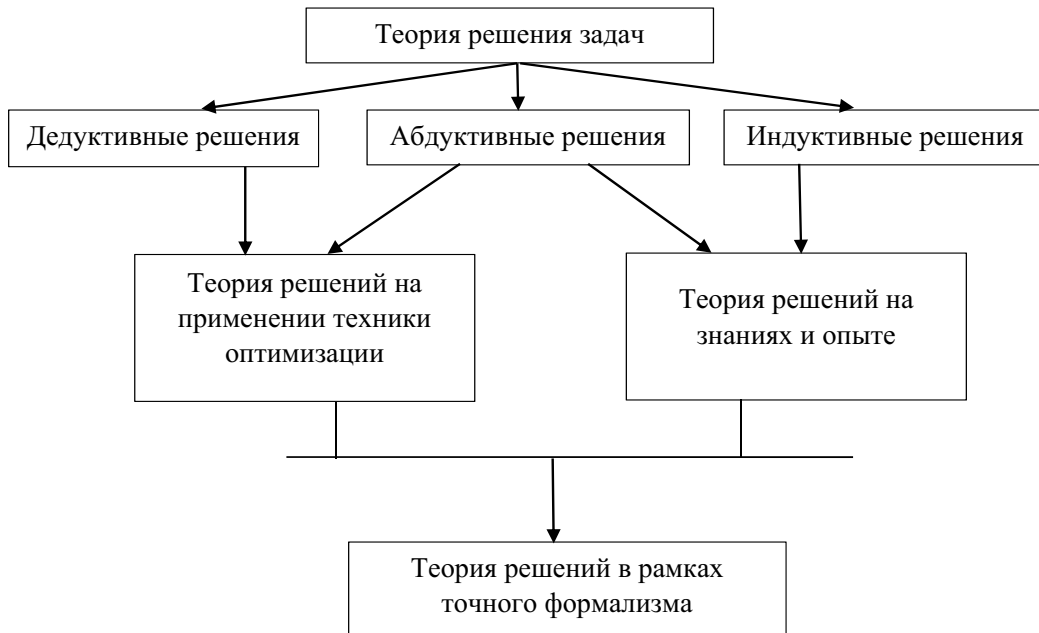 Теория решения задач
Дедуктивные решения
Абдуктивные решения
Индуктивные решения
Теория решений на
применении техники
оптимизации
Теория решений на
знаниях и опыте
Теория решений в рамках
точного формализма